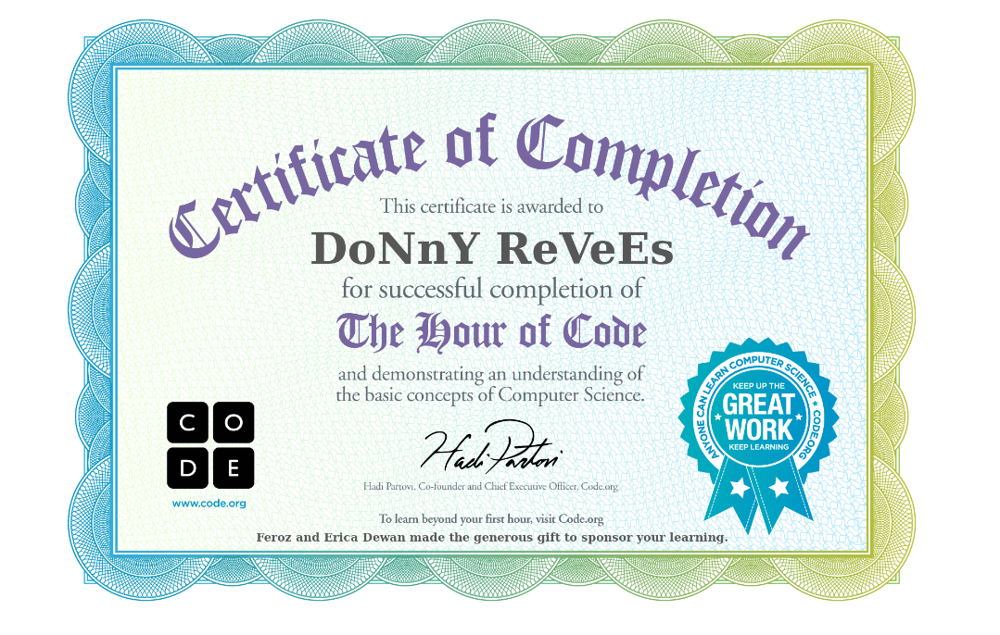 Certificate of Completion
This certificate is awarded to
DoNnY ReVeEs
for successful completion of
The Hour of Code
and demonstrating an understanding of
the basic concepts of Computer Science.
C O
D E
www.code.org
Hadi Partovi
Hadi Partovi, Co-founder and Chief Executive Officer, Code.org
ANYONE CAN LEARN COMPUTER SCIENCE ★ CODE.ORG
KEEP UP THE
GREAT
WORK
KEEP LEARNING
To learn beyond your first hour, visit Code.org
Feroz and Erica Dewan made the generous gift to sponsor your learning.